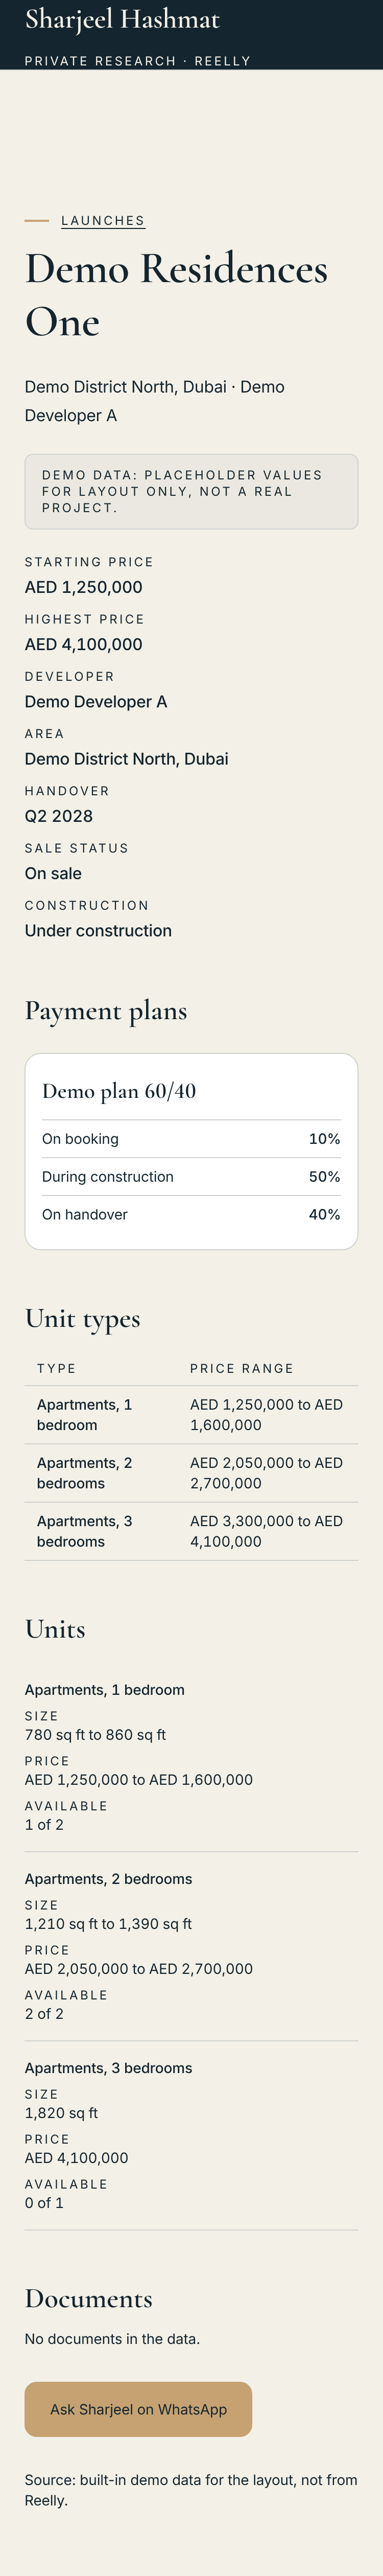 Sharjeel Hashmat
PRIVATE RESEARCH · REELLY
LAUNCHES
Demo Residences
One
Demo District North, Dubai · Demo
Developer A
DEMO DATA: PLACEHOLDER VALUES
FOR LAYOUT ONLY, NOT A REAL
PROJECT.
STARTING PRICE
AED 1,250,000
HIGHEST PRICE
AED 4,100,000
DEVELOPER
Demo Developer A
AREA
Demo District North, Dubai
HANDOVER
Q2 2028
SALE STATUS
On sale
CONSTRUCTION
Under construction
Payment plans
Demo plan 60/40
On booking 10%
During construction 50%
On handover 40%
Unit types
TYPE PRICE RANGE
Apartments, 1 AED 1,250,000 to AED
bedroom 1,600,000
Apartments, 2 AED 2,050,000 to AED
bedrooms 2,700,000
Apartments, 3 AED 3,300,000 to AED
bedrooms 4,100,000
Units
Apartments, 1 bedroom
SIZE
780 sq ft to 860 sq ft
PRICE
AED 1,250,000 to AED 1,600,000
AVAILABLE
1 of 2
Apartments, 2 bedrooms
SIZE
1,210 sq ft to 1,390 sq ft
PRICE
AED 2,050,000 to AED 2,700,000
AVAILABLE
2 of 2
Apartments, 3 bedrooms
SIZE
1,820 sq ft
PRICE
AED 4,100,000
AVAILABLE
0 of 1
Documents
No documents in the data.
Ask Sharjeel on WhatsApp
Source: built-in demo data for the layout, not from
Reelly.